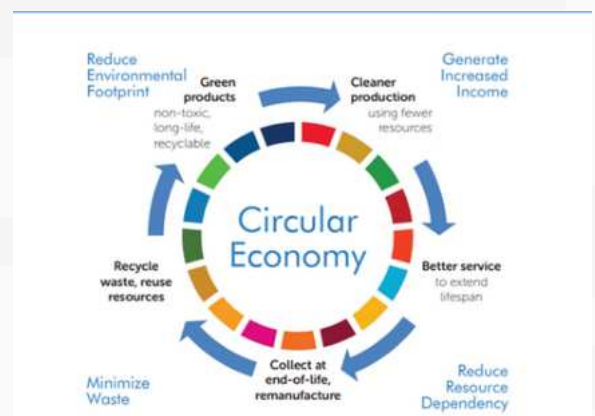 Reduce
Environmental
Footprint
Green
products
non-toxic,
long-life,
recyclable
Cleaner
production
using fewer
resources
Generate
Increased
Income
Circular
Economy
Recycle
waste, reuse
resources
Better service
to extend
lifespan
Collect at
end-of-life,
remanufacture
Minimize
Waste
Reduce
Resource
Dependency